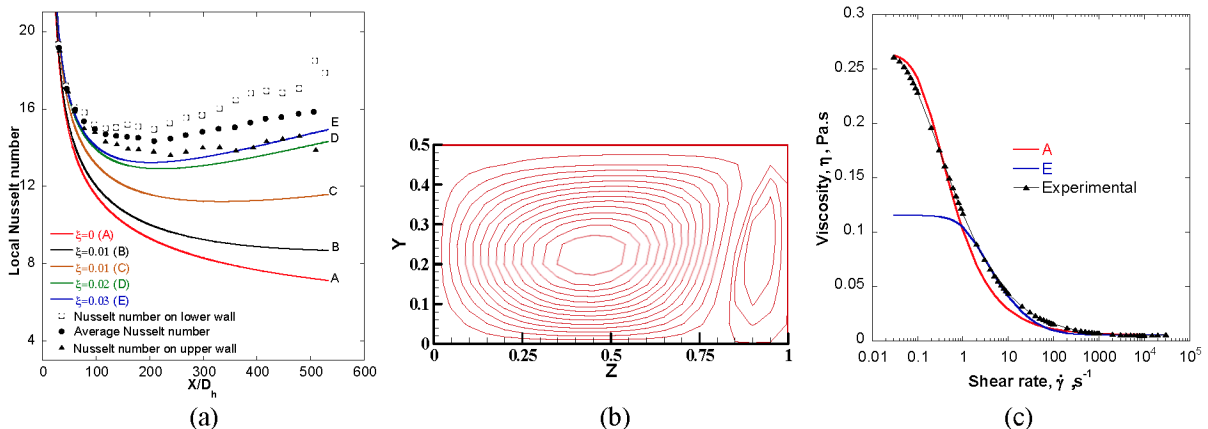 20
16
12
8
4
Local Nusselt number
E
D
C
B
A
ξ=0 (A)
ξ=0.01 (B)
ξ=0.01 (C)
ξ=0.02 (D)
ξ=0.03 (E)
Nusselt number on lower wall
Average Nusselt number
Nusselt number on upper wall
0 100 200 300 400 500 600
X/Dh
(a)
0.5
0.4
0.3
0.2
0.1
0
Y
0 0.25 0.5 0.75 1
Z
(b)
0.3
0.25
0.2
0.15
0.1
0.05
0
Viscosity, η, Pa.s
A
E
Experimental
0.01 0.1 1 10 100 1000 10⁴ 10⁵
Shear rate, γ̇ ,s⁻¹
(c)